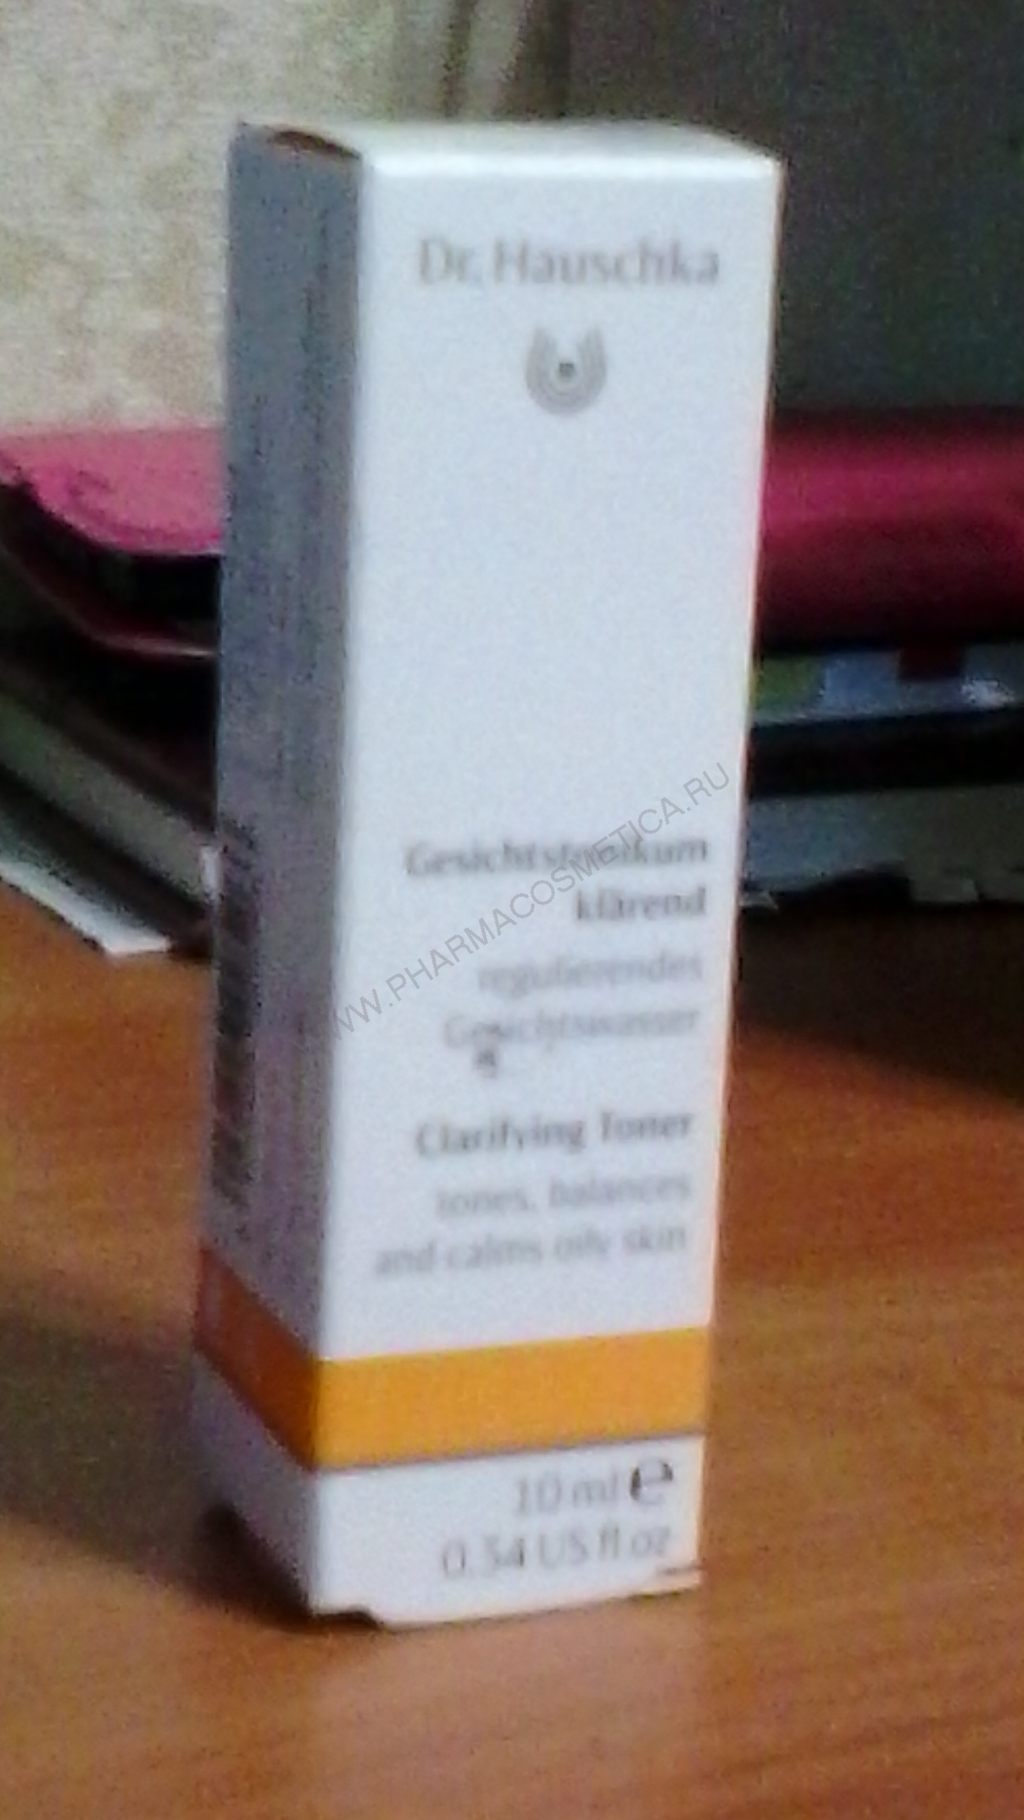 Dr. Hauschka
Gesichtstonikum
klärend
regulierendes
Gesichtswasser
Clarifying Toner
tones, balances
and calms oily skin
10 ml e
0.34 US fl oz
WW.PHARMACOSMETICA.RU